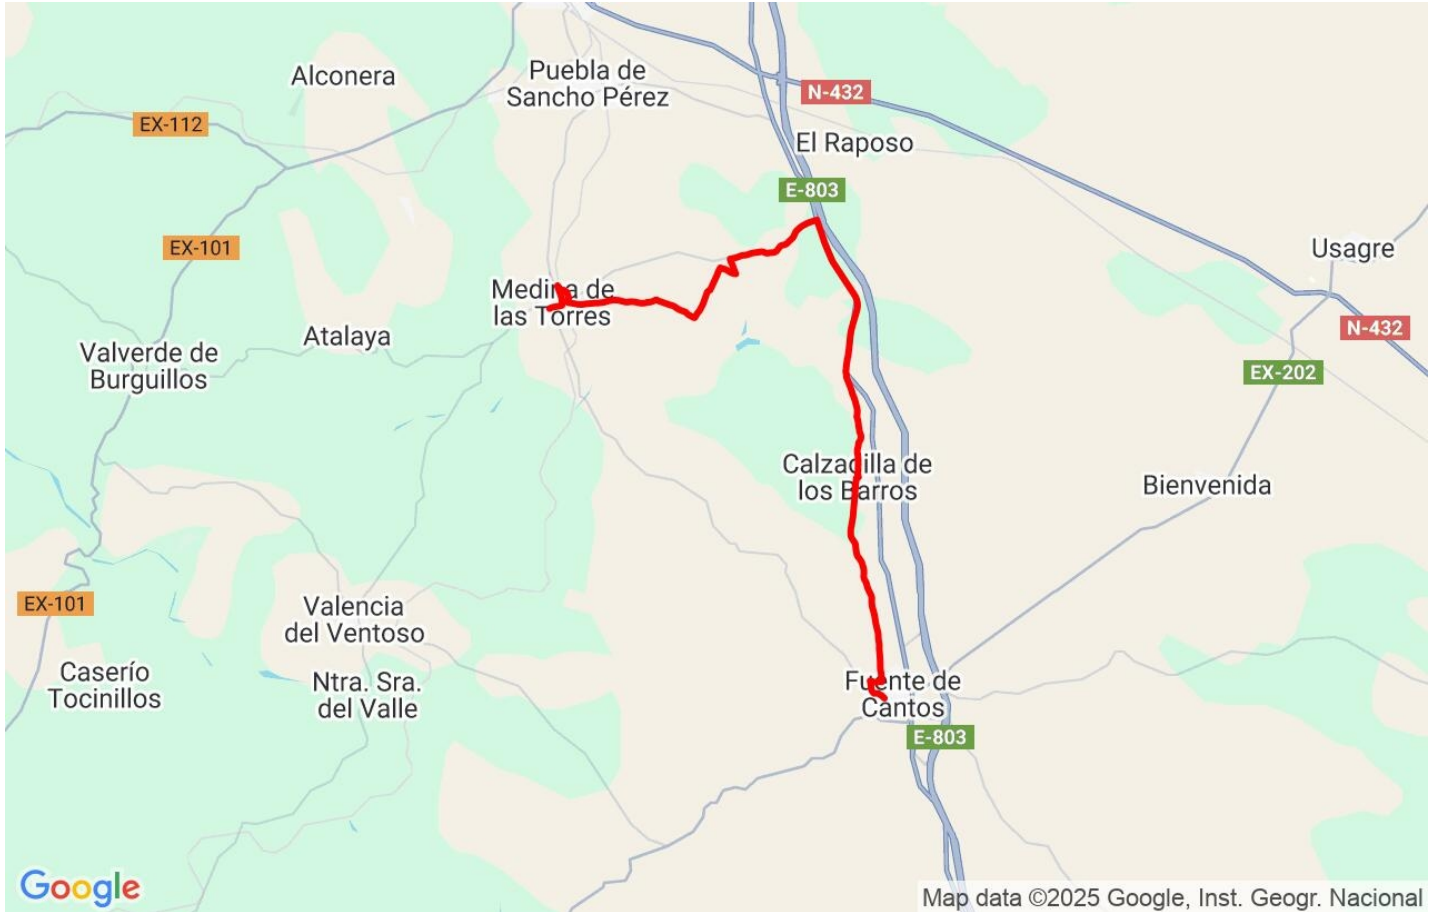 Alconera
Puebla de
Sancho Pérez
N-432
EX-112
El Raposo
E-803
EX-101
Usagre
Medina de
las Torres
Atalaya
N-432
Valverde de
Burguillos
EX-202
Calzadilla de
los Barros
Bienvenida
EX-101
Valencia
del Ventoso
Caserío
Tocinillos
Ntra. Sra.
del Valle
Fuente de
Cantos
E-803
Google
Map data ©2025 Google, Inst. Geogr. Nacional